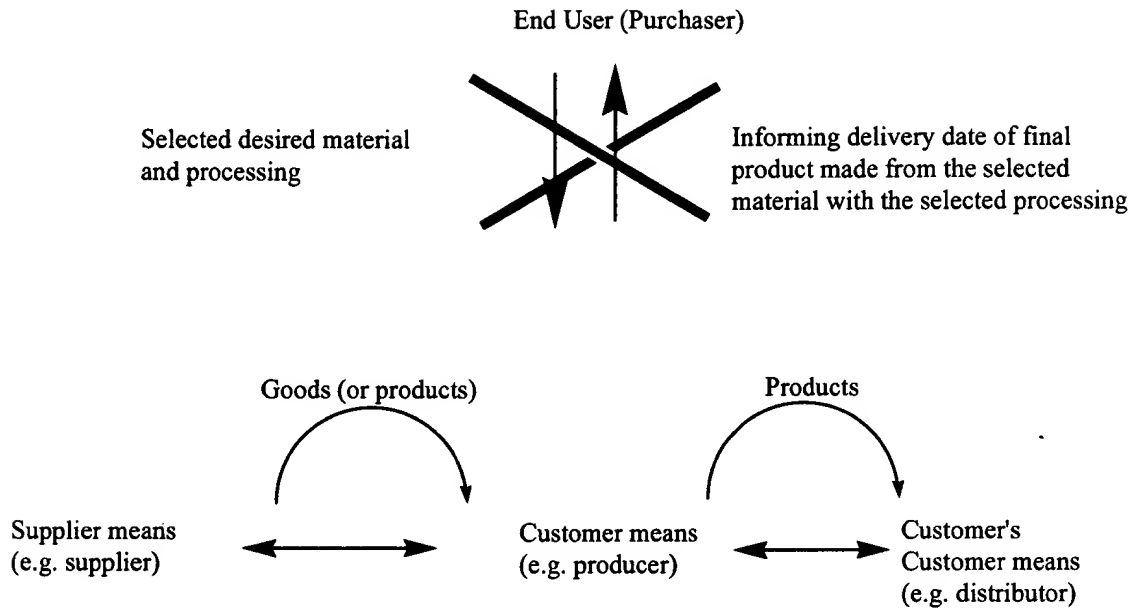 End User (Purchaser)
Selected desired material
and processing
Informing delivery date of final
product made from the selected
material with the selected processing
Goods (or products)
Products
Supplier means
(e.g. supplier)
Customer means
(e.g. producer)
Customer's
Customer means
(e.g. distributor)